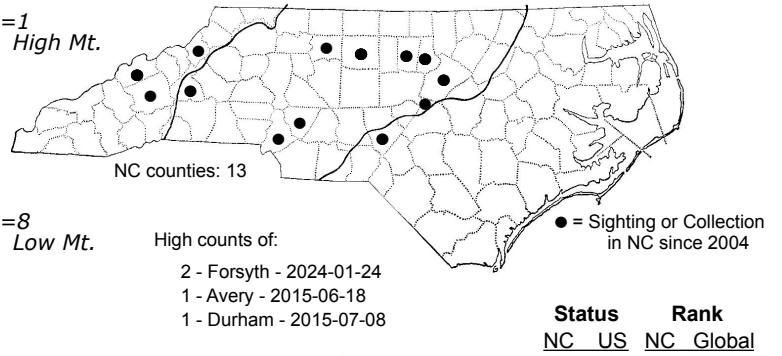 =1
High Mt.
NC counties: 13
=8
Low Mt.
High counts of:
2 - Forsyth - 2024-01-24
1 - Avery - 2015-06-18
1 - Durham - 2015-07-08
● = Sighting or Collection
in NC since 2004
Status Rank
NC US NC Global